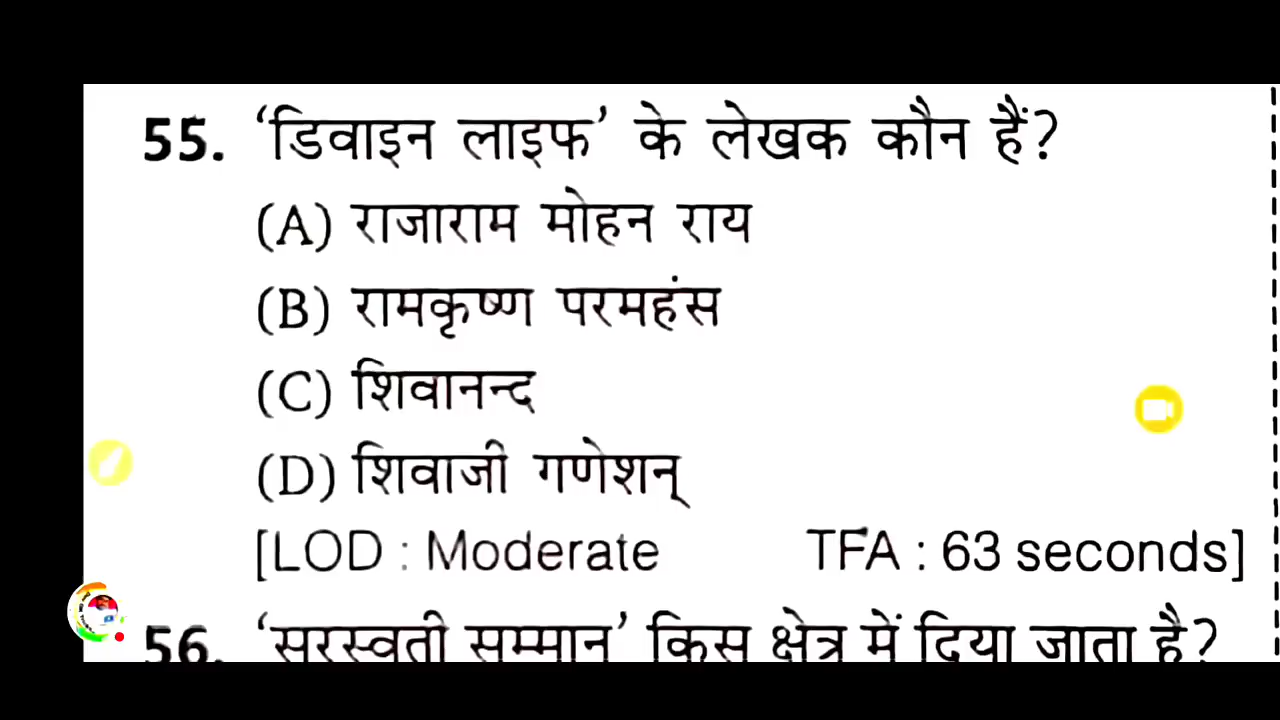 55. ‘डिवाइन लाइफ’ के लेखक कौन हैं?
(A) राजाराम मोहन राय
(B) रामकृष्ण परमहंस
(C) शिवानन्द
(D) शिवाजी गणेशन्
[LOD : Moderate TFA : 63 seconds]
56. ‘सरस्वती सम्मान’ किस क्षेत्र में दिया जाता है?